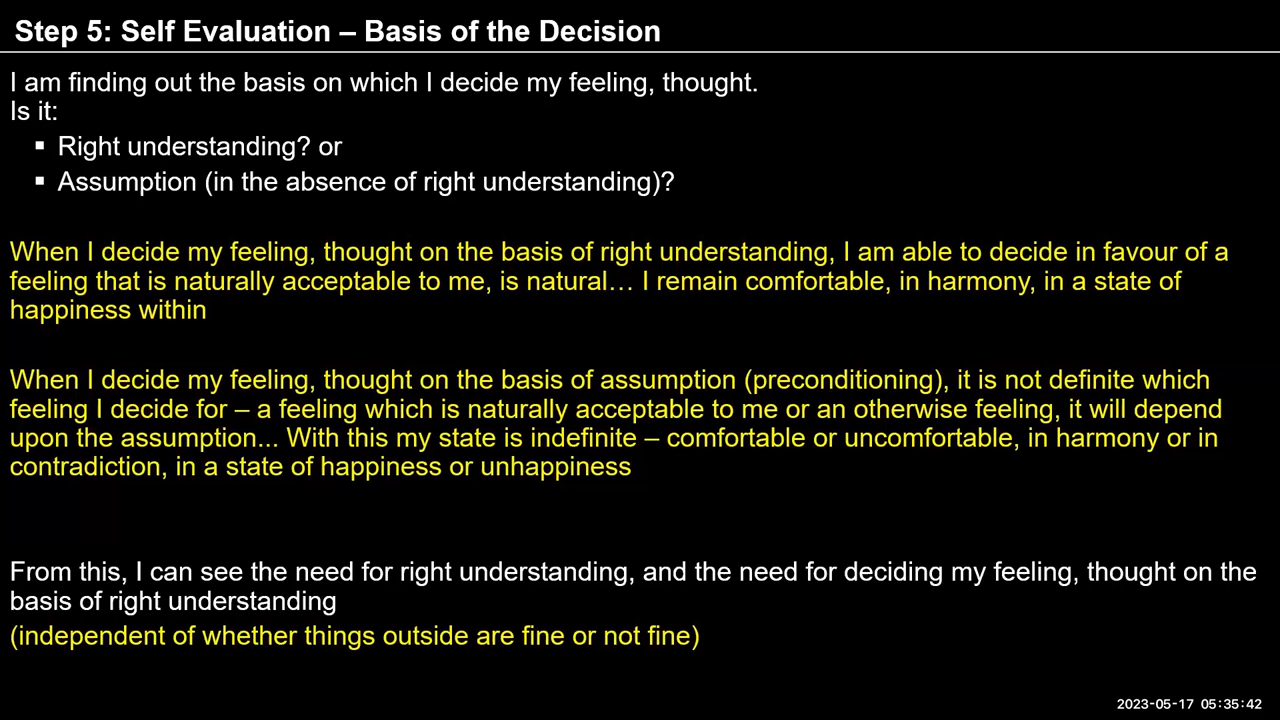 Step 5: Self Evaluation – Basis of the Decision
I am finding out the basis on which I decide my feeling, thought.
Is it:
▪ Right understanding? or
▪ Assumption (in the absence of right understanding)?
When I decide my feeling, thought on the basis of right understanding, I am able to decide in favour of a
feeling that is naturally acceptable to me, is natural… I remain comfortable, in harmony, in a state of
happiness within
When I decide my feeling, thought on the basis of assumption (preconditioning), it is not definite which
feeling I decide for – a feeling which is naturally acceptable to me or an otherwise feeling, it will depend
upon the assumption... With this my state is indefinite – comfortable or uncomfortable, in harmony or in
contradiction, in a state of happiness or unhappiness
From this, I can see the need for right understanding, and the need for deciding my feeling, thought on the
basis of right understanding
(independent of whether things outside are fine or not fine)
2023-05-17 05:35:42